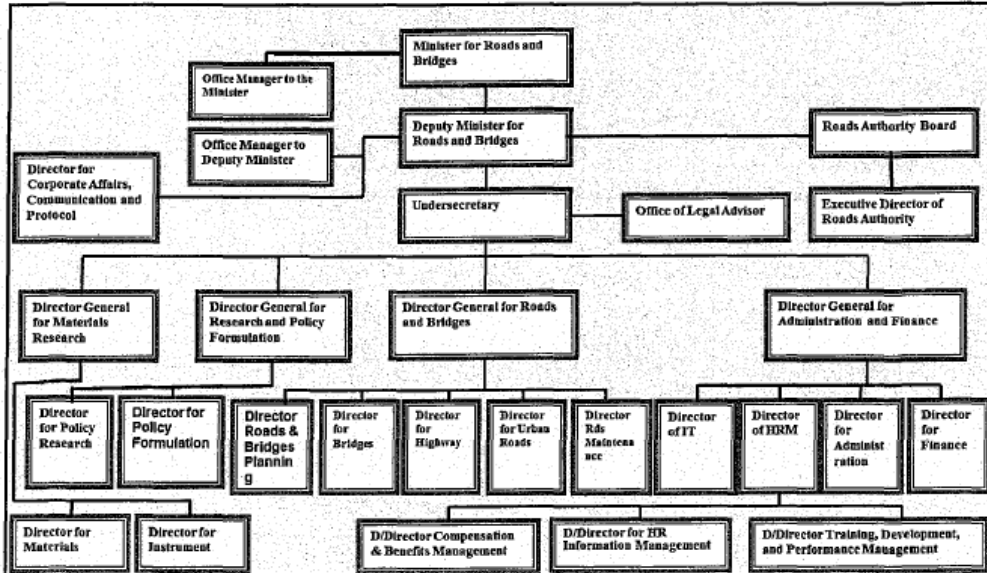 Minister for Roads and
Bridges
Office Manager to the
Minister
Deputy Minister for
Roads and Bridges
Roads Authority Board
Office Manager to
Deputy Minister
Director for
Corporate Affairs,
Communication and
Protocol
Undersecretary
Office of Legal Advisor
Executive Director of
Roads Authority
Director General
for Materials
Research
Director General for
Research and Policy
Formulation
Director General for Roads
and Bridges
Director General for
Administration and Finance
Director
for Policy
Research
Director for
Policy
Formulation
Director
Roads &
Bridges
Plannin
g
Director
for
Bridges
Director
for
Highway
Director
for Urban
Roads
Director
Rds
Maintena
nce
Director
of IT
Director
of HRM
Director
for
Administ
ration
Director
for
Finance
Director for
Materials
Director for
Instrument
D/Director Compensation
& Benefits Management
D/Director for HR
Information Management
D/Director Training, Development,
and Performance Management